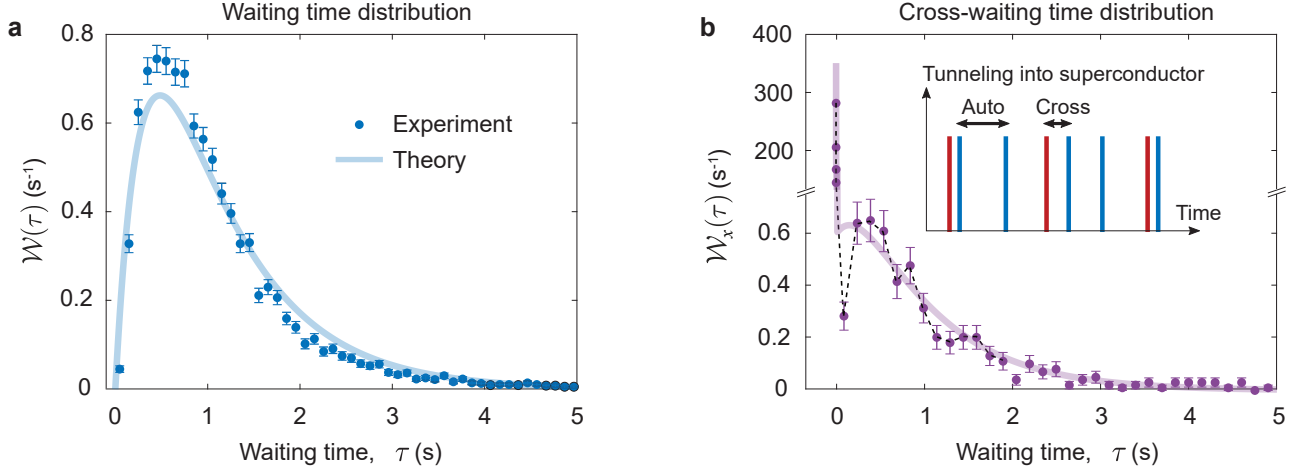 Waiting time distribution
a
0.8
0.6
0.4
0.2
0
𝒲(τ) (s⁻¹)
Experiment
Theory
0 1 2 3 4 5
Waiting time, τ (s)
Cross-waiting time distribution
b
400
300
200
0.6
0.4
0.2
0
𝒲ₓ(τ) (s⁻¹)
Tunneling into superconductor
Auto Cross
Time
0 1 2 3 4 5
Waiting time, τ (s)